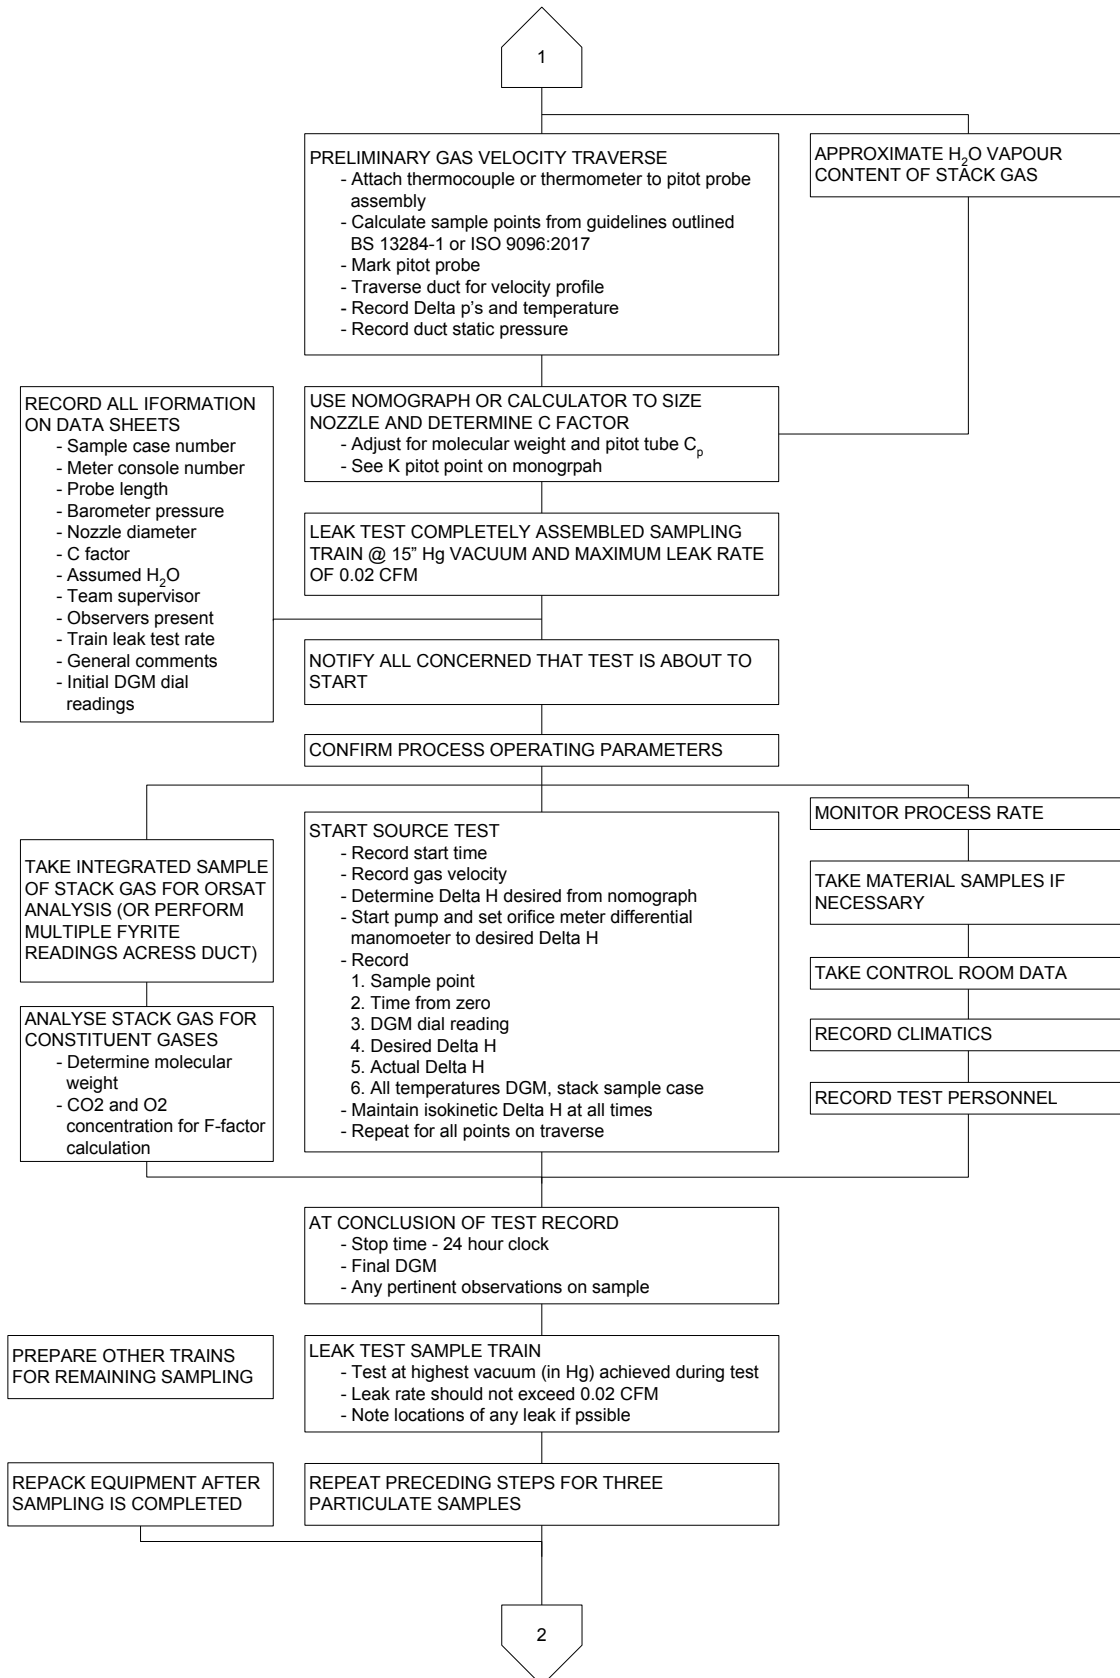 1
PRELIMINARY GAS VELOCITY TRAVERSE
- Attach thermocouple or thermometer to pitot probe
assembly
- Calculate sample points from guidelines outlined
BS 13284-1 or ISO 9096:2017
- Mark pitot probe
- Traverse duct for velocity profile
- Record Delta p's and temperature
- Record duct static pressure
APPROXIMATE H₂O VAPOUR
CONTENT OF STACK GAS
RECORD ALL IFORMATION
ON DATA SHEETS
- Sample case number
- Meter console number
- Probe length
- Barometer pressure
- Nozzle diameter
- C factor
- Assumed H₂O
- Team supervisor
- Observers present
- Train leak test rate
- General comments
- Initial DGM dial
readings
USE NOMOGRAPH OR CALCULATOR TO SIZE
NOZZLE AND DETERMINE C FACTOR
- Adjust for molecular weight and pitot tube Cₚ
- See K pitot point on monogrpah
LEAK TEST COMPLETELY ASSEMBLED SAMPLING
TRAIN @ 15" Hg VACUUM AND MAXIMUM LEAK RATE
OF 0.02 CFM
NOTIFY ALL CONCERNED THAT TEST IS ABOUT TO
START
CONFIRM PROCESS OPERATING PARAMETERS
TAKE INTEGRATED SAMPLE
OF STACK GAS FOR ORSAT
ANALYSIS (OR PERFORM
MULTIPLE FYRITE
READINGS ACRESS DUCT)
ANALYSE STACK GAS FOR
CONSTITUENT GASES
- Determine molecular
weight
- CO2 and O2
concentration for F-factor
calculation
START SOURCE TEST
- Record start time
- Record gas velocity
- Determine Delta H desired from nomograph
- Start pump and set orifice meter differential
manomoeter to desired Delta H
- Record
1. Sample point
2. Time from zero
3. DGM dial reading
4. Desired Delta H
5. Actual Delta H
6. All temperatures DGM, stack sample case
- Maintain isokinetic Delta H at all times
- Repeat for all points on traverse
MONITOR PROCESS RATE
TAKE MATERIAL SAMPLES IF
NECESSARY
TAKE CONTROL ROOM DATA
RECORD CLIMATICS
RECORD TEST PERSONNEL
AT CONCLUSION OF TEST RECORD
- Stop time - 24 hour clock
- Final DGM
- Any pertinent observations on sample
PREPARE OTHER TRAINS
FOR REMAINING SAMPLING
LEAK TEST SAMPLE TRAIN
- Test at highest vacuum (in Hg) achieved during test
- Leak rate should not exceed 0.02 CFM
- Note locations of any leak if pssible
REPACK EQUIPMENT AFTER
SAMPLING IS COMPLETED
REPEAT PRECEDING STEPS FOR THREE
PARTICULATE SAMPLES
2